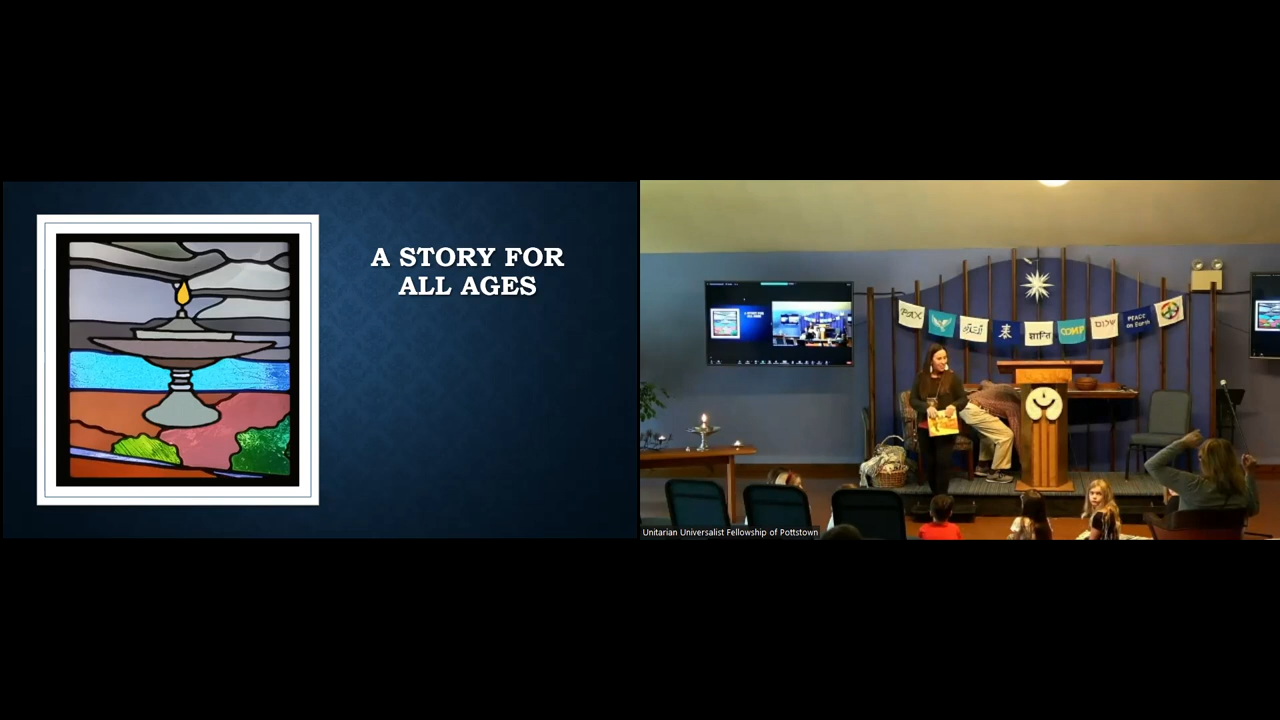 A STORY FOR
ALL AGES
PAX
שלום
PEACE
on Earth
Unitarian Universalist Fellowship of Pottstown